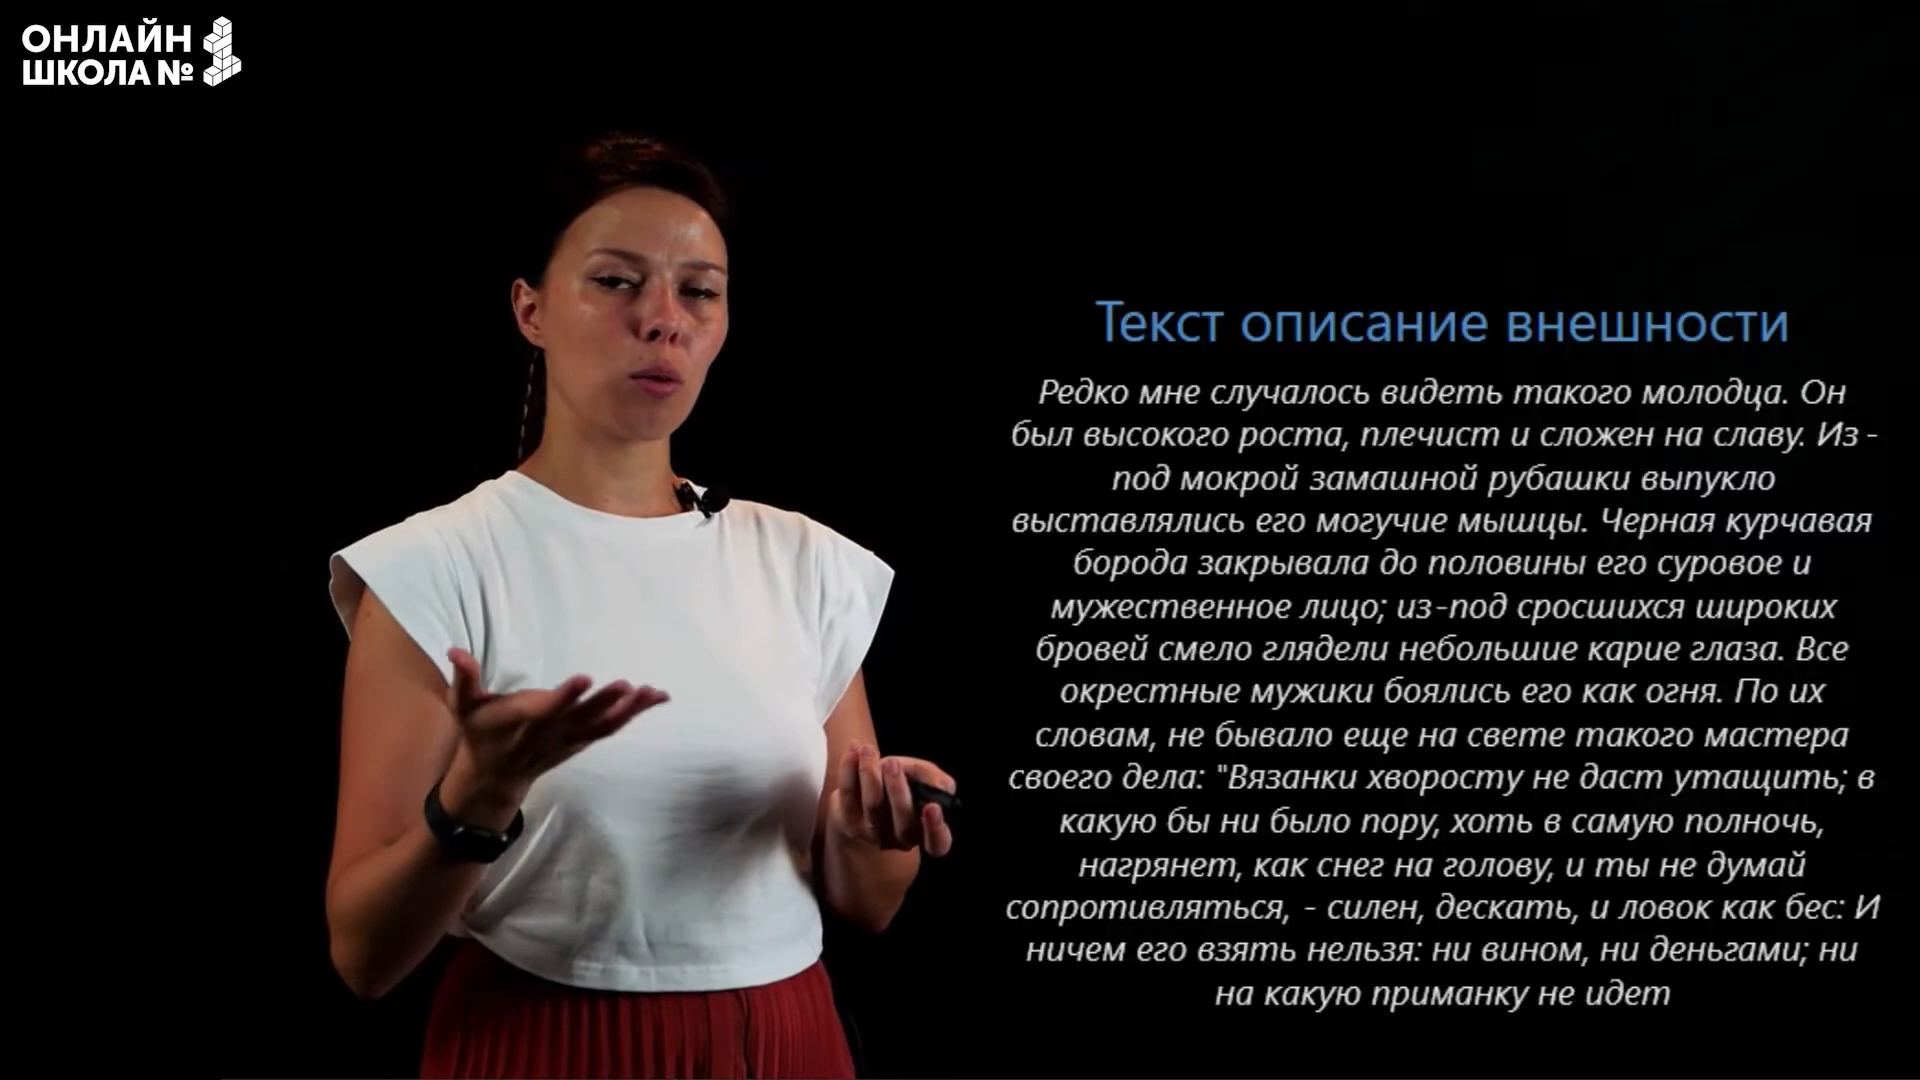 ОНЛАЙН
ШКОЛА №
Текст описание внешности
Редко мне случалось видеть такого молодца. Он
был высокого роста, плечист и сложен на славу. Из -
под мокрой замашной рубашки выпукло
выставлялись его могучие мышцы. Черная курчавая
борода закрывала до половины его суровое и
мужественное лицо; из-под сросшихся широких
бровей смело глядели небольшие карие глаза. Все
окрестные мужики боялись его как огня. По их
словам, не бывало еще на свете такого мастера
своего дела: "Вязанки хворосту не даст утащить; в
какую бы ни было пору, хоть в самую полночь,
нагрянет, как снег на голову, и ты не думай
сопротивляться, - силен, дескать, и ловок как бес: И
ничем его взять нельзя: ни вином, ни деньгами; ни
на какую приманку не идет